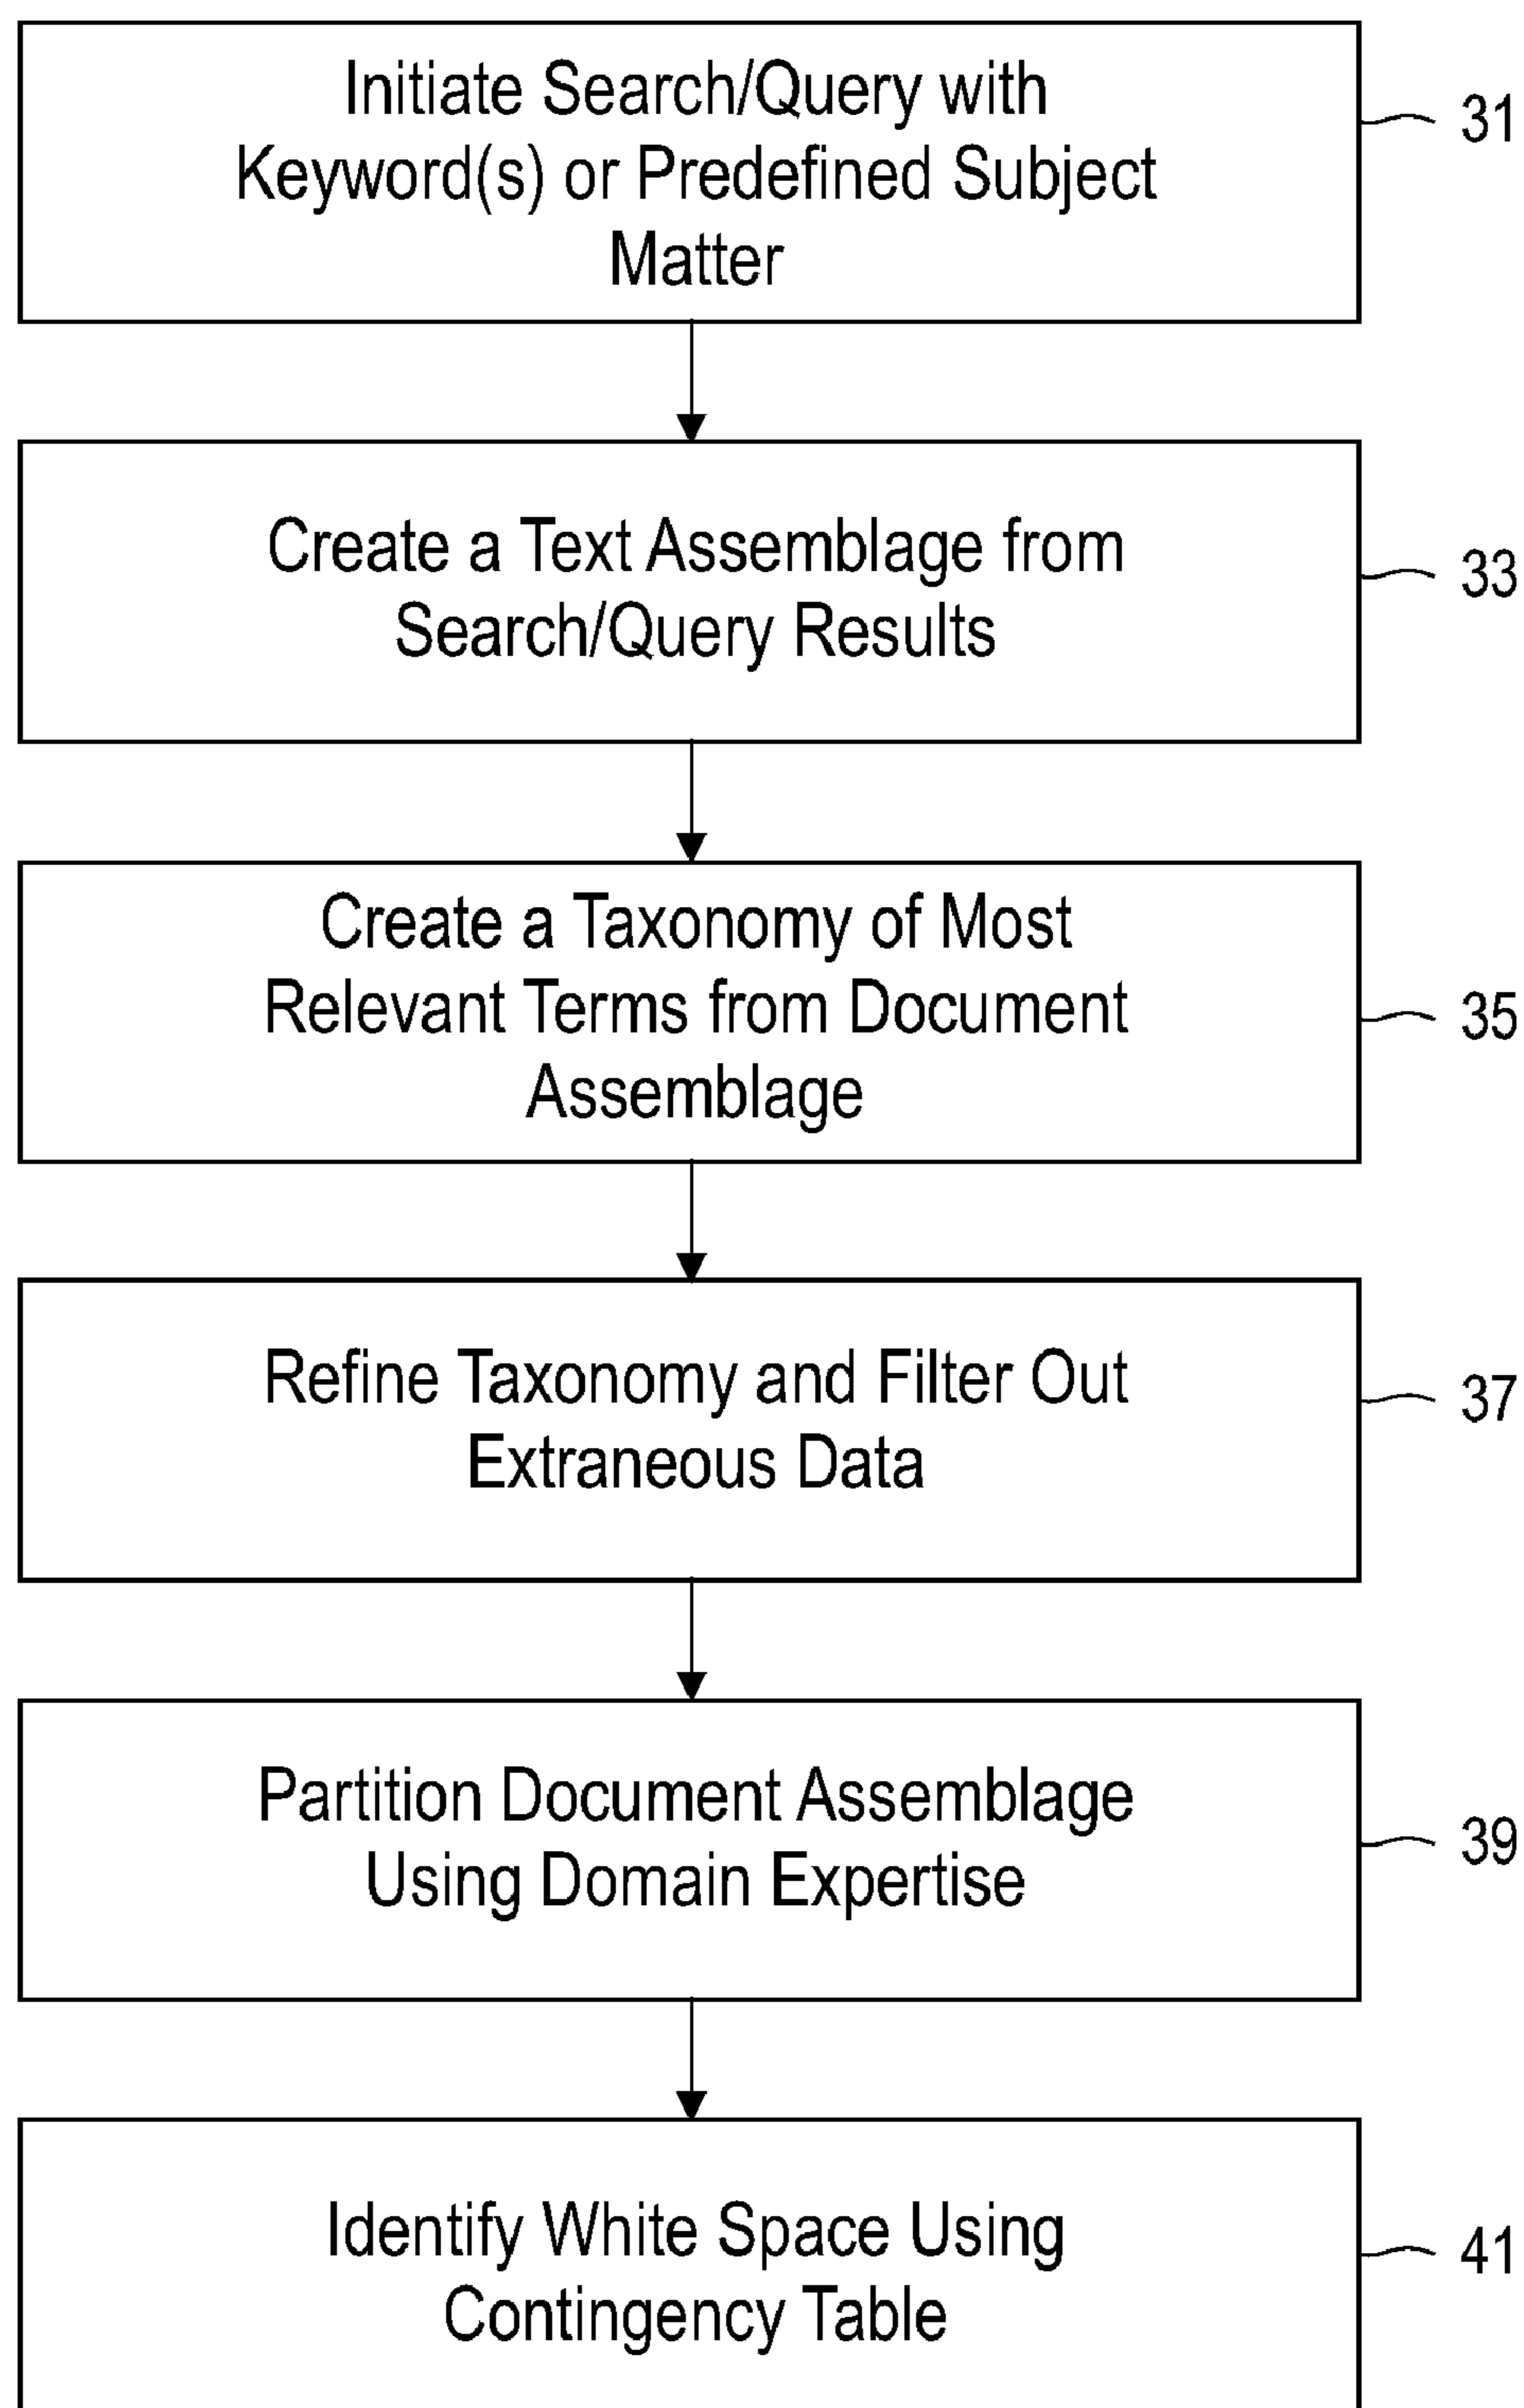 Initiate Search/Query with
Keyword(s) or Predefined Subject
Matter
31
Create a Text Assemblage from
Search/Query Results
33
Create a Taxonomy of Most
Relevant Terms from Document
Assemblage
35
Refine Taxonomy and Filter Out
Extraneous Data
37
Partition Document Assemblage
Using Domain Expertise
39
Identify White Space Using
Contingency Table
41